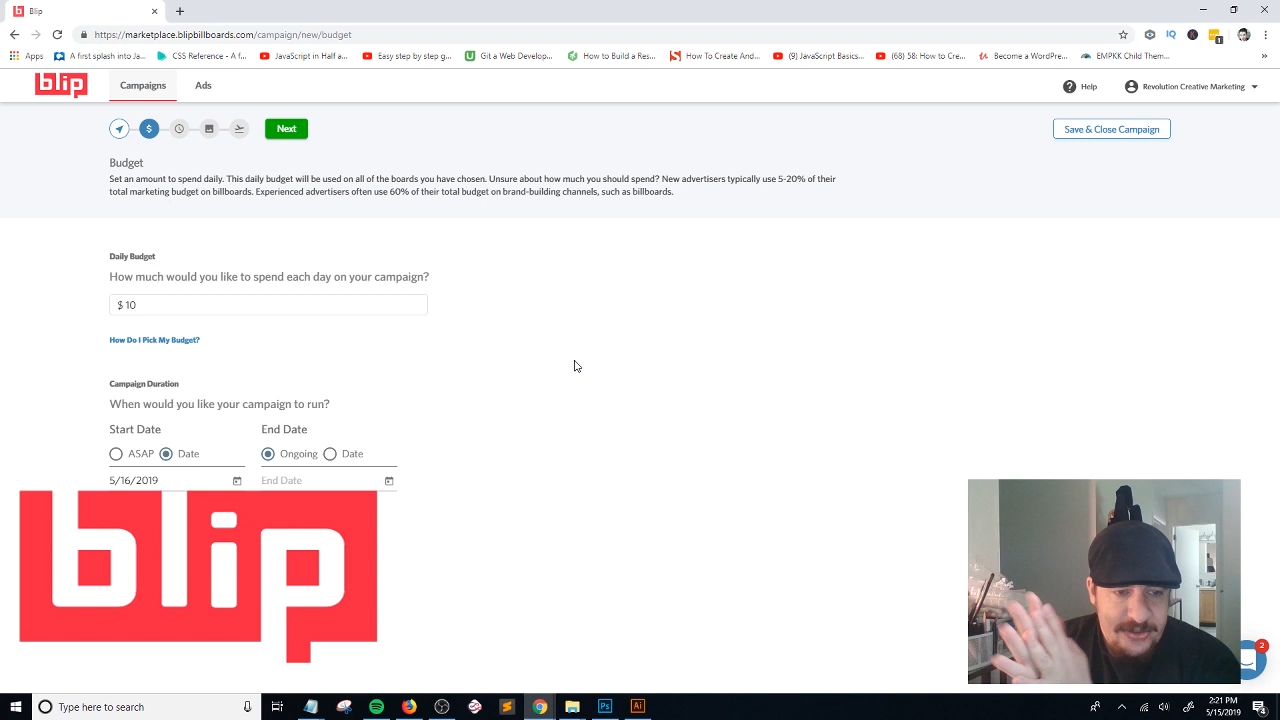 Blip
https://marketplace.blipbillboards.com/campaign/new/budget
Apps
A first splash into Ja...
CSS Reference - A f...
JavaScript in Half a...
Easy step by step g...
Git a Web Develop...
How to Build a Res...
How To Create And...
(9) JavaScript Basics...
(68) 58: How to Cre...
Become a WordPre...
EMPKK Child Them...
»
blip
Campaigns
Ads
Help
Revolution Creative Marketing
$
Next
Save & Close Campaign
Budget
Set an amount to spend daily. This daily budget will be used on all of the boards you have chosen. Unsure about how much you should spend? New advertisers typically use 5-20% of their
total marketing budget on billboards. Experienced advertisers often use 60% of their total budget on brand-building channels, such as billboards.
Daily Budget
How much would you like to spend each day on your campaign?
$ 10
How Do I Pick My Budget?
Campaign Duration
When would you like your campaign to run?
Start Date
End Date
ASAP
Date
Ongoing
Date
5/16/2019
End Date
blip
2
Type here to search
Ps
Ai
2:21 PM
5/15/2019